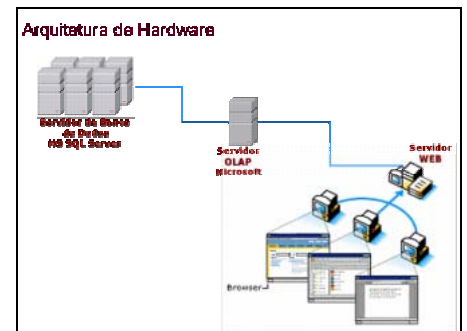 Arquitetura de Hardware
Servidor de Banco
de Dados
MS SQL Server
Servidor
OLAP
Microsoft
Servidor
WEB
Browser